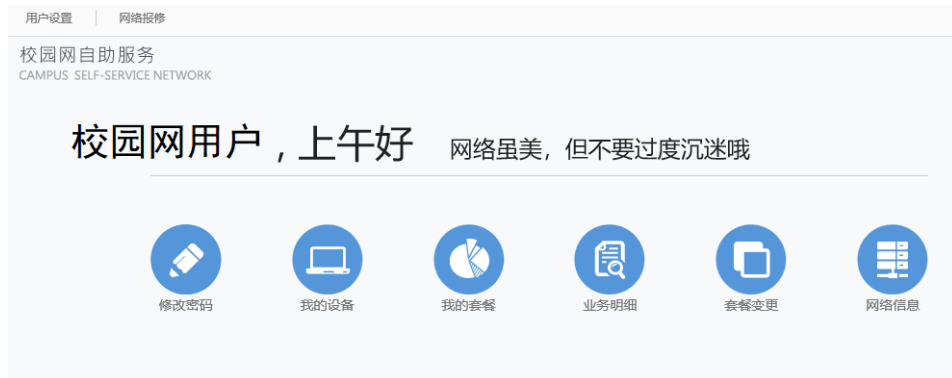 用户设置 网络报修
校园网自助服务
CAMPUS SELF-SERVICE NETWORK
校园网用户，上午好 网络虽美，但不要过度沉迷哦
修改密码 我的设备 我的套餐 业务明细 套餐变更 网络信息